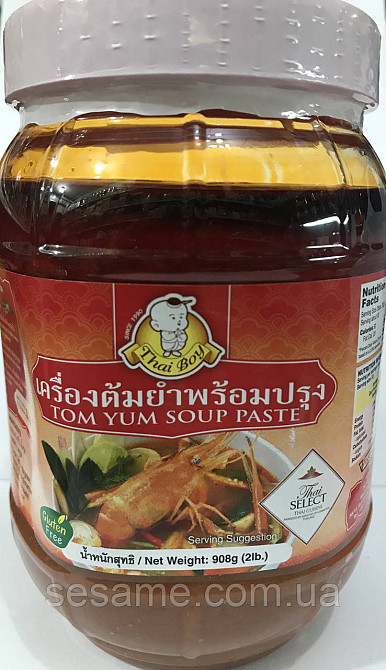 SINCE 1990
Thai Boy
เครื่องต้มยำพร้อมปรุง
TOM YUM SOUP PASTE
Nutrition
Facts
Thai
SELECT
THAI CUISINE
Gluten
Free
Serving Suggestion
น้ำหนักสุทธิ / Net Weight: 908g (2lb.)
sesame.com.ua